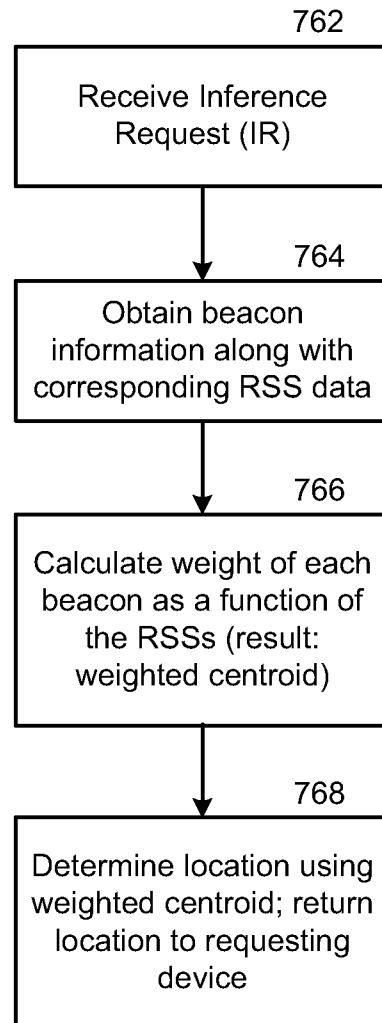 762
Receive Inference
Request (IR)
764
Obtain beacon
information along with
corresponding RSS data
766
Calculate weight of each
beacon as a function of
the RSSs (result:
weighted centroid)
768
Determine location using
weighted centroid; return
location to requesting
device